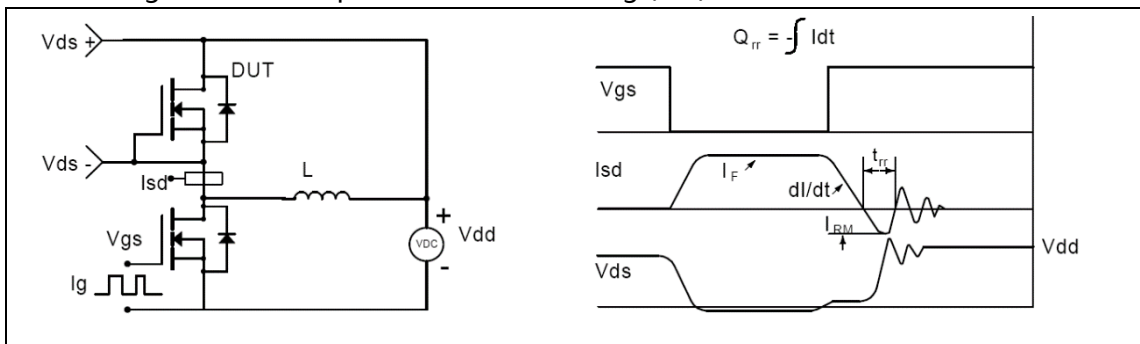 Vds +
DUT
Vds -
Isd
L
Vgs
Ig
+
VDC
Vdd
-
Q_rr = -∫ Idt
Vgs
Isd
I_F
dI/dt
t_rr
I_RM
Vdd
Vds